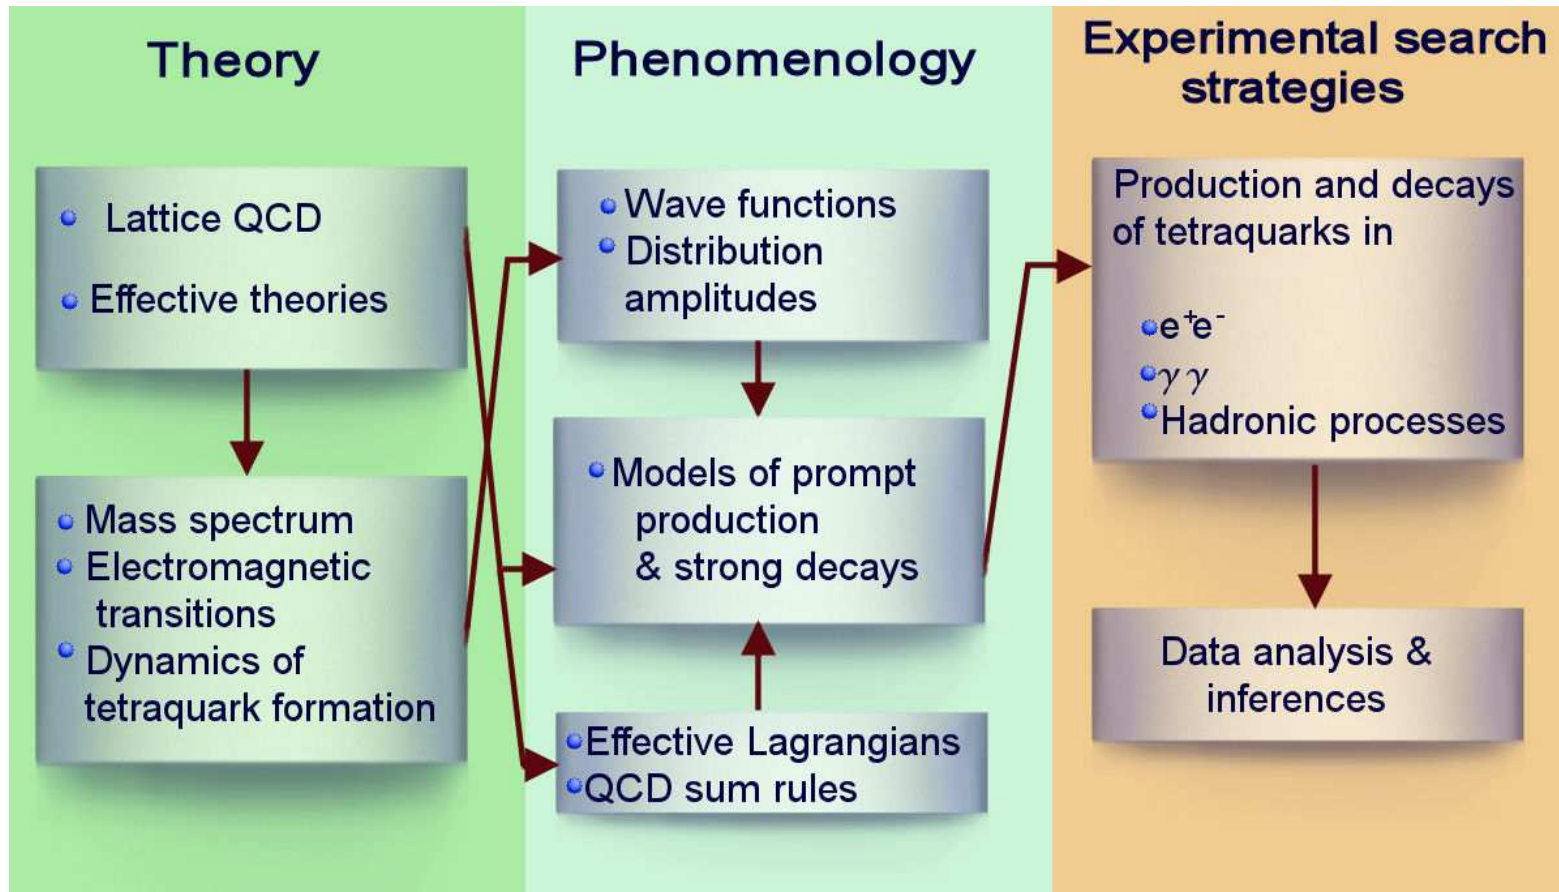 Theory
Lattice QCD
Effective theories
Mass spectrum
Electromagnetic
transitions
Dynamics of
tetraquark formation
Phenomenology
Wave functions
Distribution
amplitudes
Models of prompt
production
& strong decays
Effective Lagrangians
QCD sum rules
Experimental search
strategies
Production and decays
of tetraquarks in
e⁺e⁻
γ γ
Hadronic processes
Data analysis &
inferences